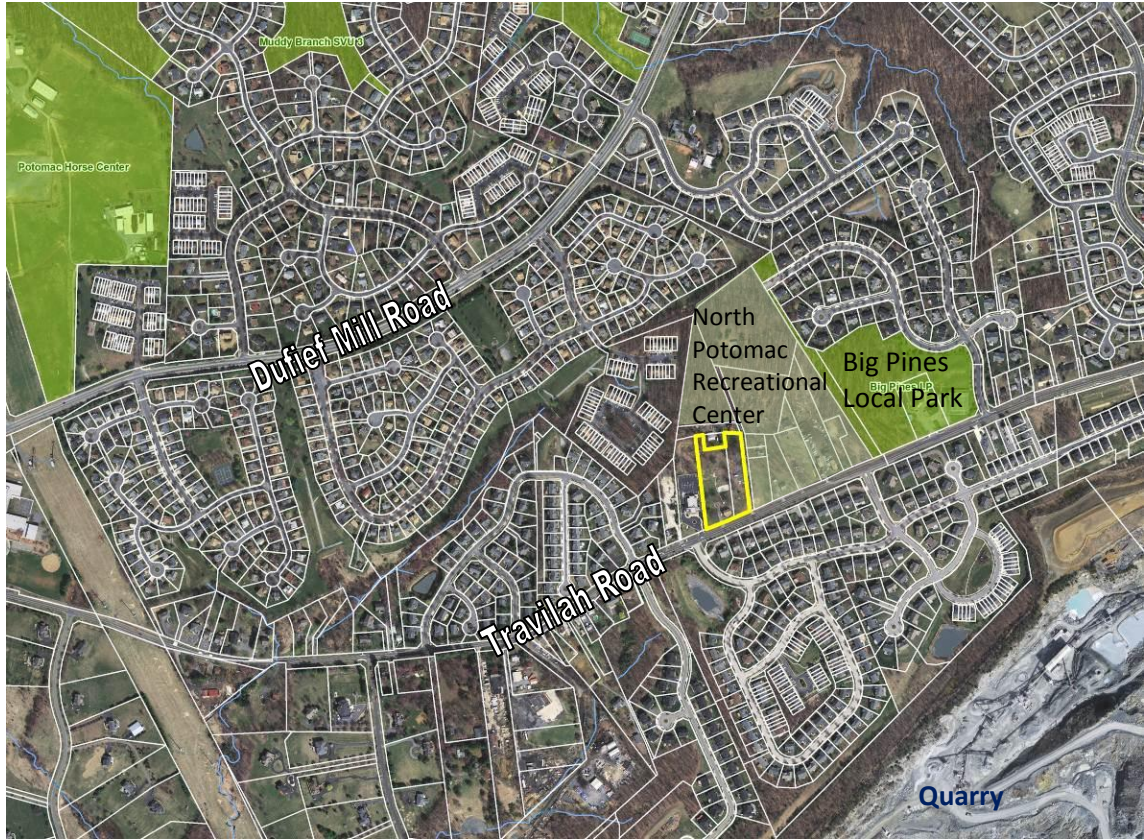 Muddy Branch SVU 3
Potomac Horse Center
Dufief Mill Road
North
Potomac
Recreational
Center
Big Pines
Big Pines LP
Local Park
Travilah Road
Quarry